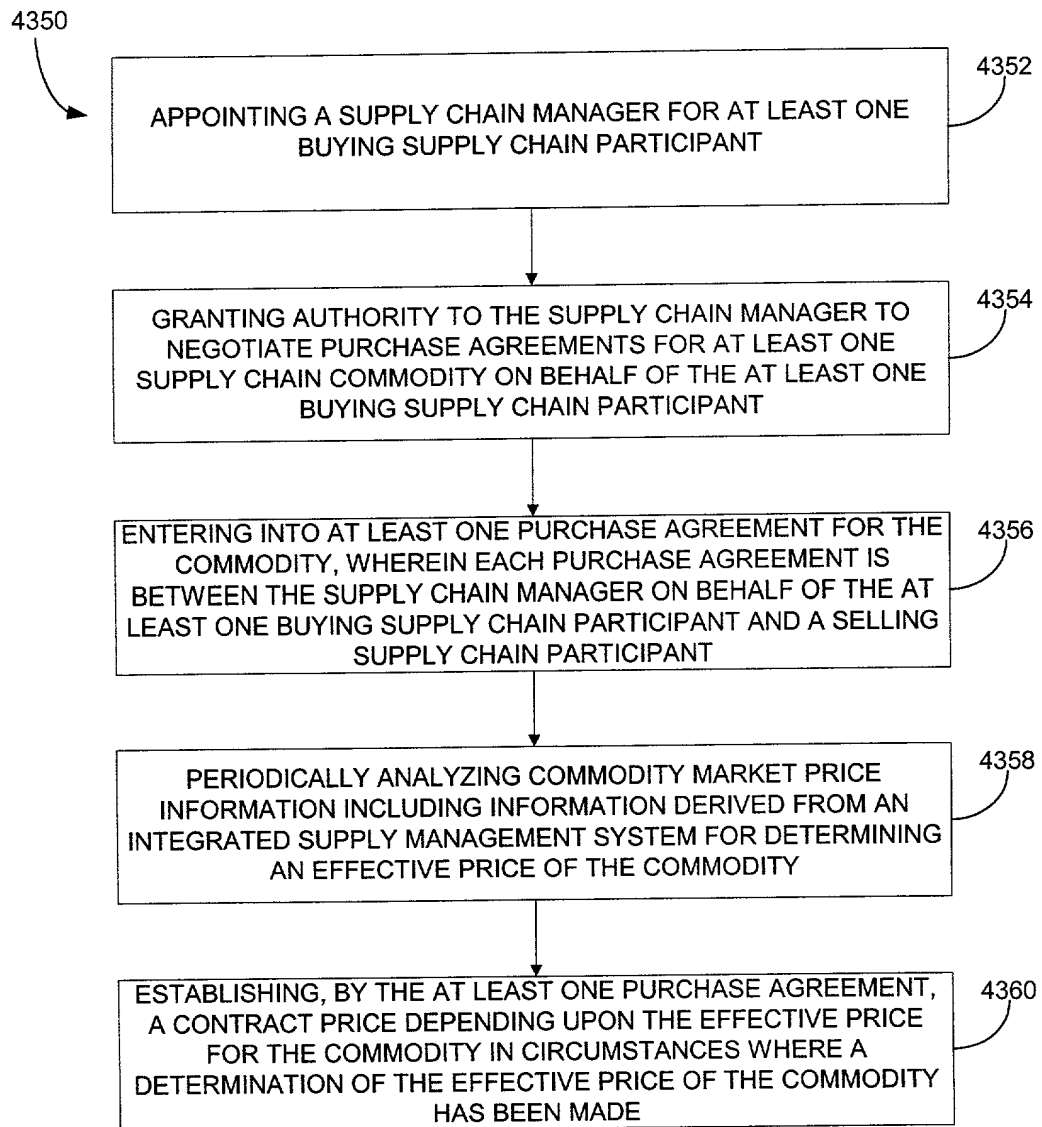 4350
4352
APPOINTING A SUPPLY CHAIN MANAGER FOR AT LEAST ONE
BUYING SUPPLY CHAIN PARTICIPANT
4354
GRANTING AUTHORITY TO THE SUPPLY CHAIN MANAGER TO
NEGOTIATE PURCHASE AGREEMENTS FOR AT LEAST ONE
SUPPLY CHAIN COMMODITY ON BEHALF OF THE AT LEAST ONE
BUYING SUPPLY CHAIN PARTICIPANT
4356
ENTERING INTO AT LEAST ONE PURCHASE AGREEMENT FOR THE
COMMODITY, WHEREIN EACH PURCHASE AGREEMENT IS
BETWEEN THE SUPPLY CHAIN MANAGER ON BEHALF OF THE AT
LEAST ONE BUYING SUPPLY CHAIN PARTICIPANT AND A SELLING
SUPPLY CHAIN PARTICIPANT
4358
PERIODICALLY ANALYZING COMMODITY MARKET PRICE
INFORMATION INCLUDING INFORMATION DERIVED FROM AN
INTEGRATED SUPPLY MANAGEMENT SYSTEM FOR DETERMINING
AN EFFECTIVE PRICE OF THE COMMODITY
4360
ESTABLISHING, BY THE AT LEAST ONE PURCHASE AGREEMENT,
A CONTRACT PRICE DEPENDING UPON THE EFFECTIVE PRICE
FOR THE COMMODITY IN CIRCUMSTANCES WHERE A
DETERMINATION OF THE EFFECTIVE PRICE OF THE COMMODITY
HAS BEEN MADE